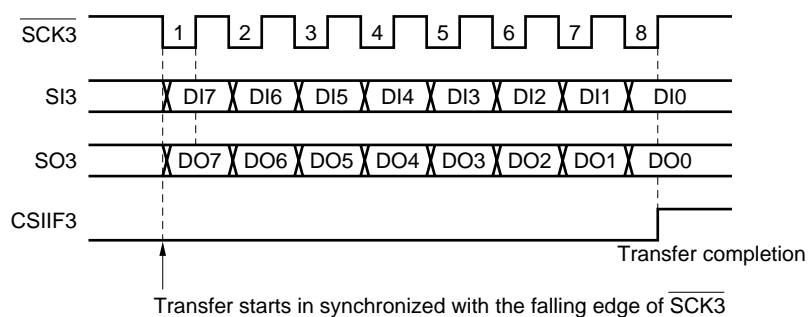 SCK3 1 2 3 4 5 6 7 8
SI3 DI7 DI6 DI5 DI4 DI3 DI2 DI1 DI0
SO3 DO7 DO6 DO5 DO4 DO3 DO2 DO1 DO0
CSIIF3
Transfer completion
Transfer starts in synchronized with the falling edge of SCK3